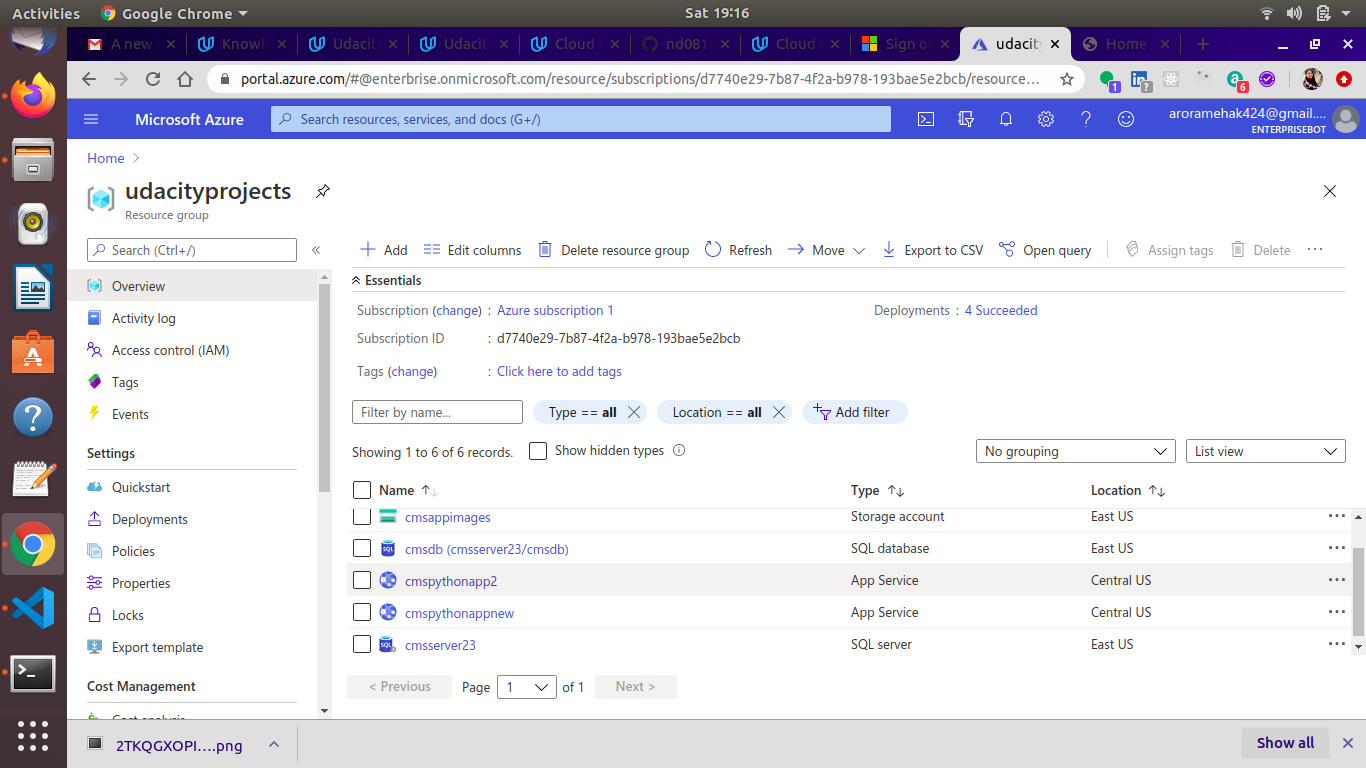 Activities Google Chrome Sat 19:16
A new Knowl Udacit Udacit Cloud nd081 Cloud Sign o udacity Home
portal.azure.com/#@enterbrise.onmicrosoft.com/resource/subscriptions/d7740e29-7b87-4f2a-b978-193bae5e2bcb/resource… 1 ? 6
Microsoft Azure Search resources, services, and docs (G+/) aroramehak424@gmail....
ENTERPRISEBOT
Home
udacityprojects
Resource group
Search (Ctrl+/) « Add Edit columns Delete resource group Refresh Move Export to CSV Open query Assign tags Delete ···
Overview
Activity log
Access control (IAM)
Tags
Events
Settings
Quickstart
Deployments
Policies
Properties
Locks
Export template
Cost Management
Cost analysis
Essentials
Subscription (change) : Azure subscription 1 Deployments : 4 Succeeded
Subscription ID : d7740e29-7b87-4f2a-b978-193bae5e2bcb
Tags (change) : Click here to add tags
Filter by name... Type == all Location == all Add filter
Showing 1 to 6 of 6 records. Show hidden types No grouping List view
Name Type Location
cmsappimages Storage account East US ···
cmsdb (cmsserver23/cmsdb) SQL database East US ···
cmspythonapp2 App Service Central US ···
cmspythonappnew App Service Central US ···
cmsserver23 SQL server East US ···
< Previous Page 1 of 1 Next >
2TKQGXOPI….png Show all